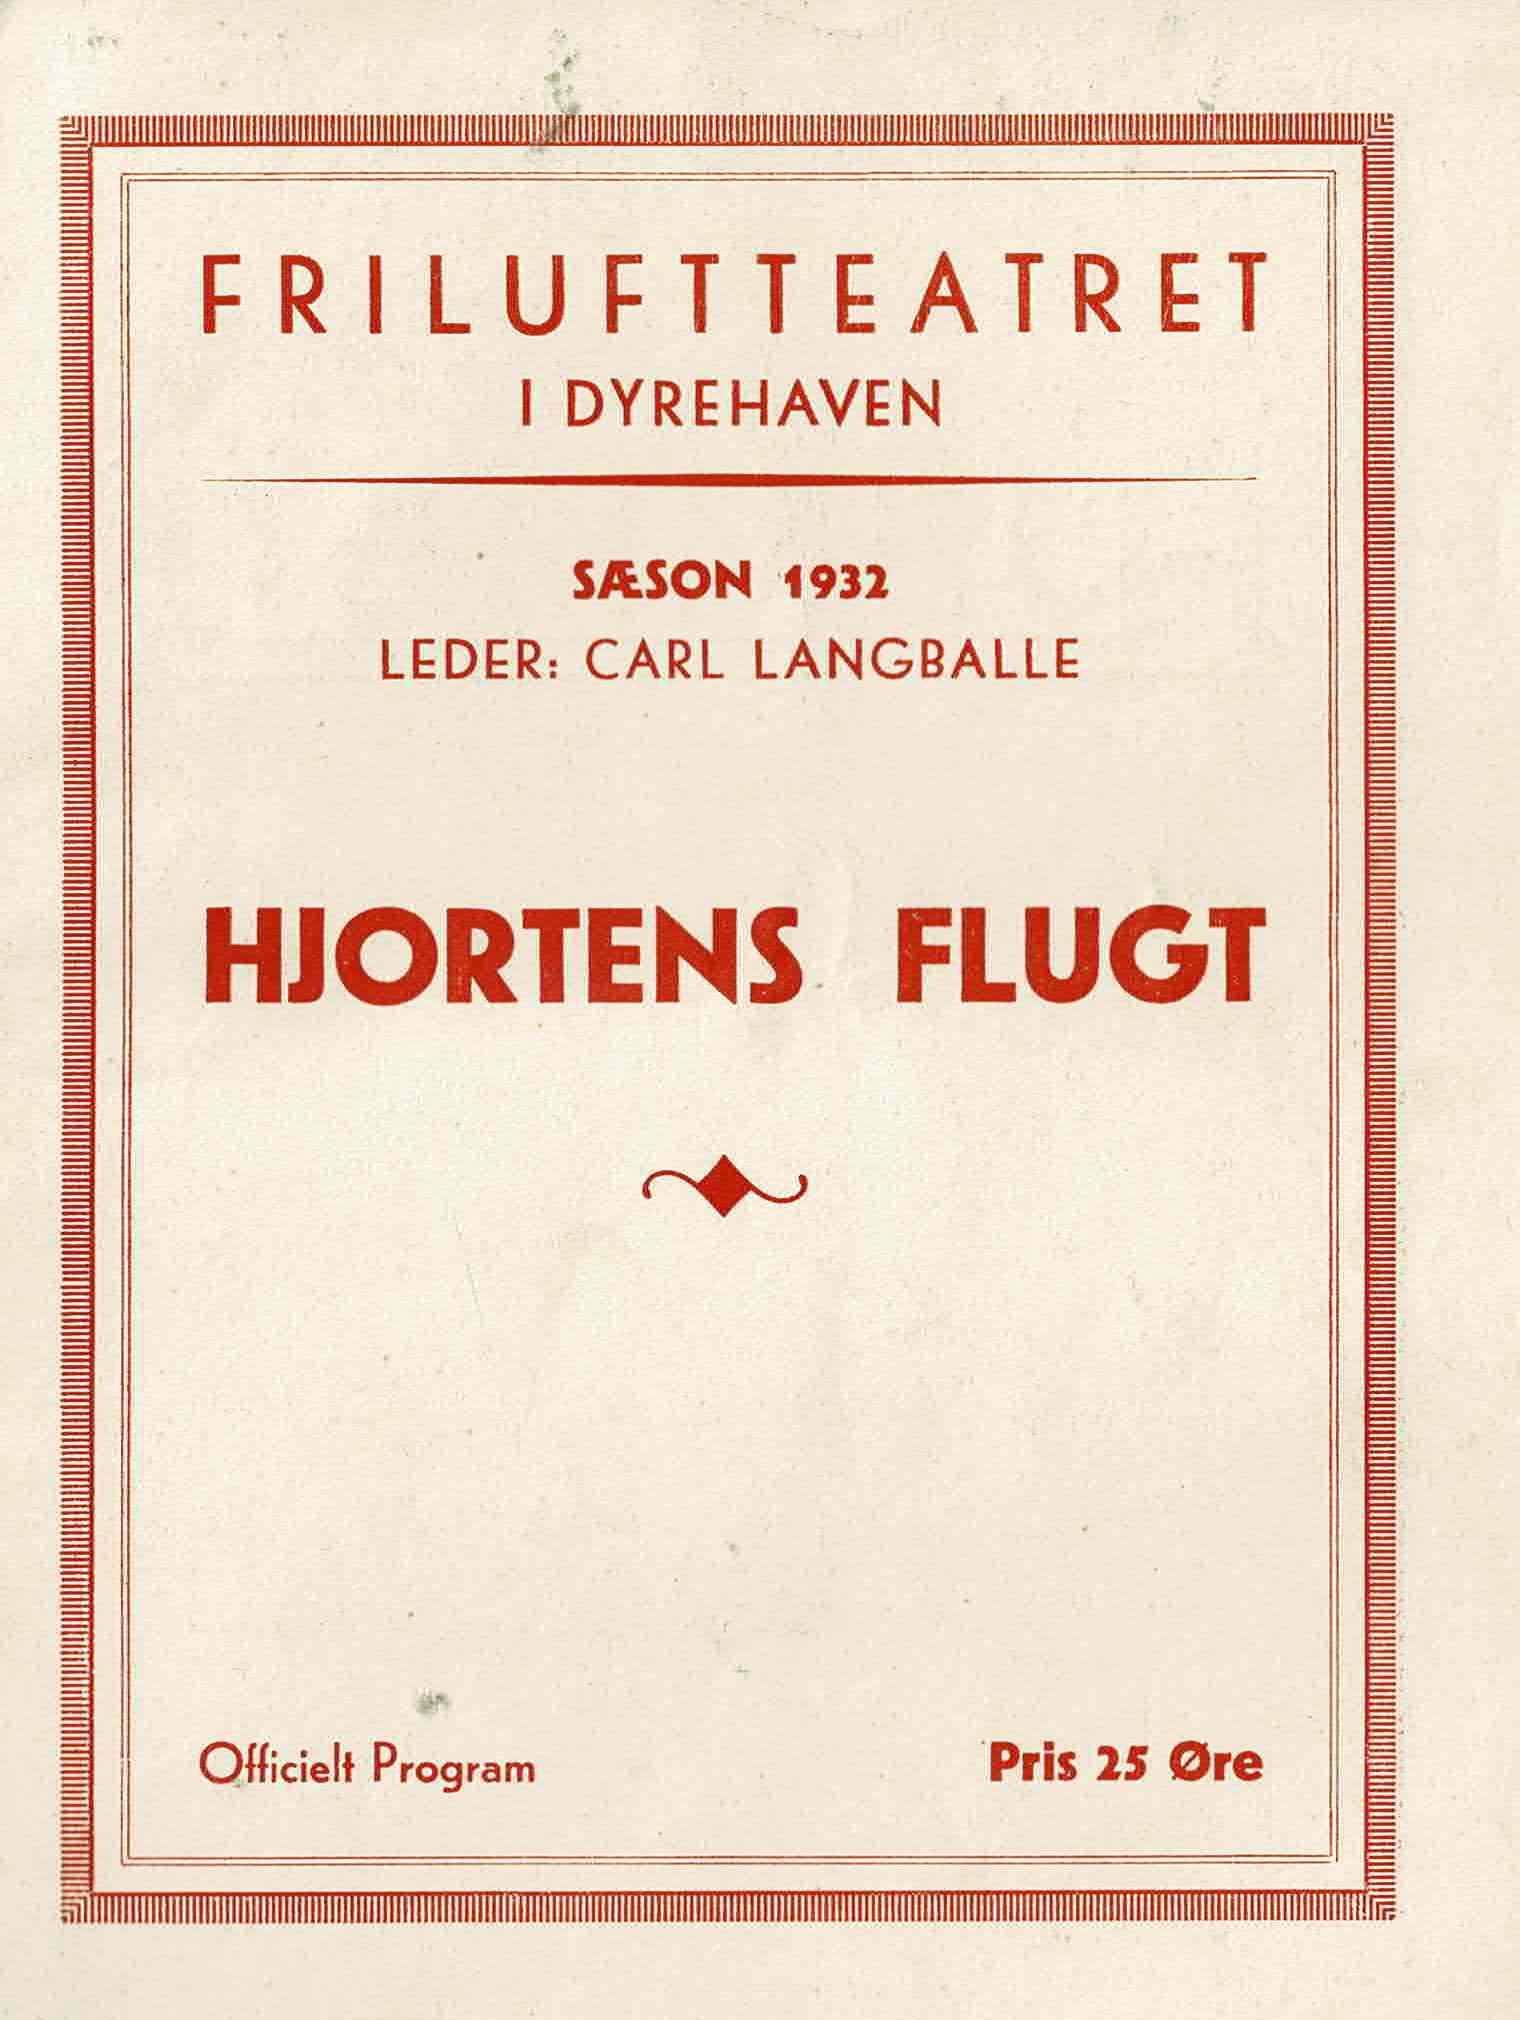 FRILUFTTEATRET
I DYREHAVEN
SÆSON 1932
LEDER: CARL LANGBALLE
HJORTENS FLUGT
Officielt Program
Pris 25 Øre